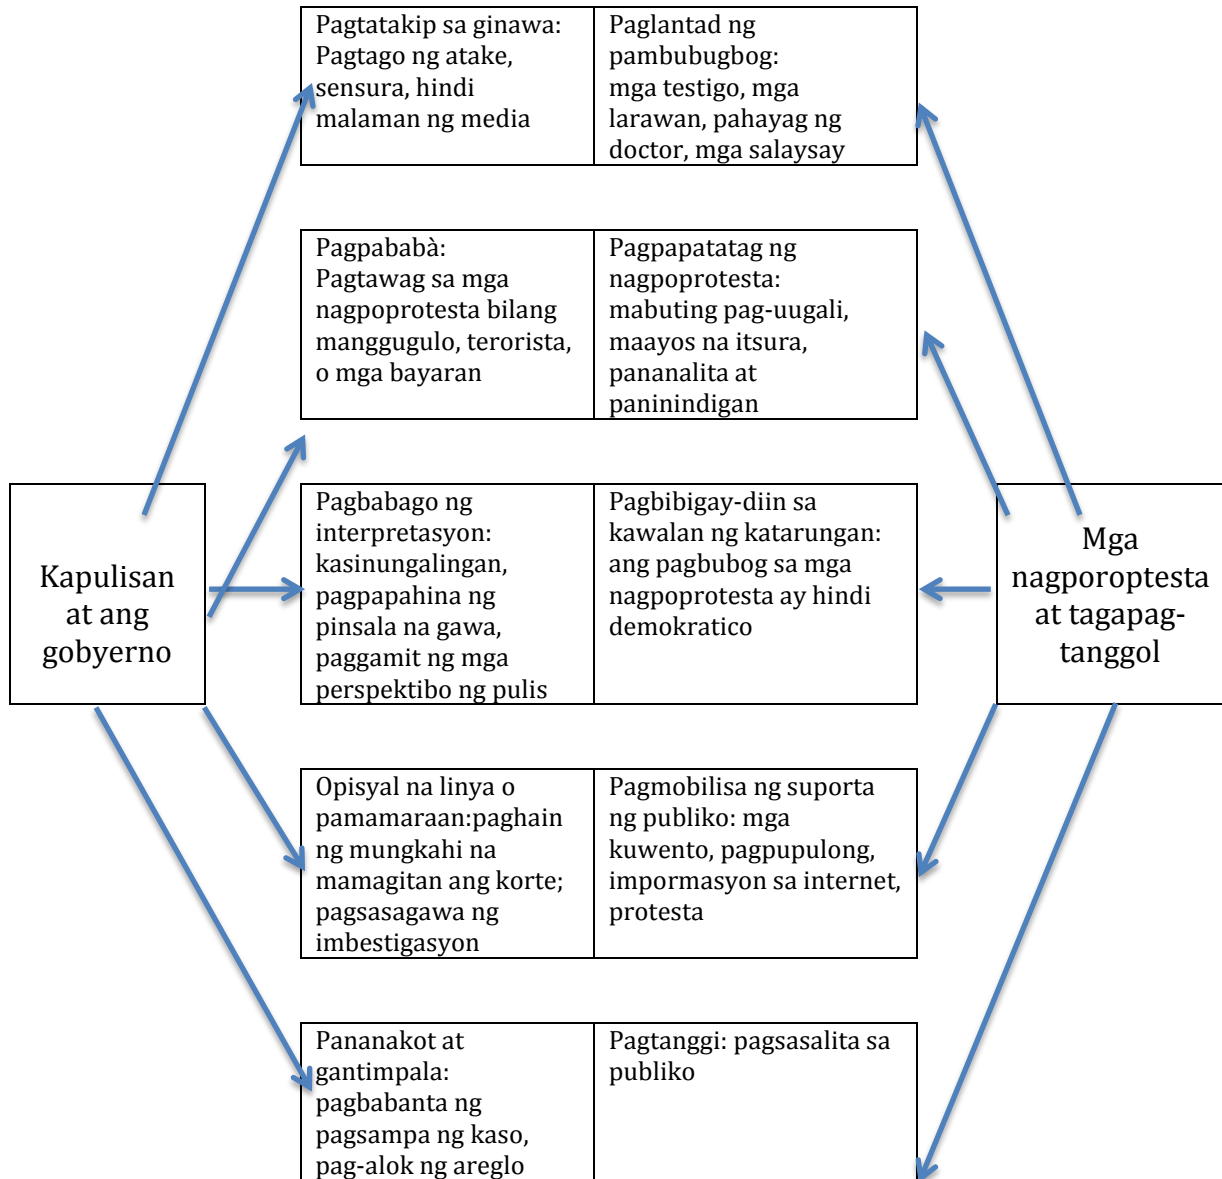 Pagtatakip sa ginawa:
Pagtago ng atake,
sensura, hindi
malaman ng media
Paglantad ng
pambubugbog:
mga testigo, mga
larawan, pahayag ng
doctor, mga salaysay
Pagpababà:
Pagtawag sa mga
nagpoprotesta bilang
manggugulo, terorista,
o mga bayaran
Pagpapatatag ng
nagpoprotesta:
mabuting pag-uugali,
maayos na itsura,
pananalita at
paninindigan
Kapulisan
at ang
gobyerno
Pagbabago ng
interpretasyon:
kasinungalingan,
pagpapahina ng
pinsala na gawa,
paggamit ng mga
perspektibo ng pulis
Pagbibigay-diin sa
kawalan ng katarungan:
ang pagbubog sa mga
nagpoprotesta ay hindi
demokratico
Mga
nagporoptesta
at tagapag-
tanggol
Opisyal na linya o
pamamaraan:paghain
ng mungkahi na
mamagitan ang korte;
pagsasagawa ng
imbestigasyon
Pagmobilisa ng suporta
ng publiko: mga
kuwento, pagpupulong,
impormasyon sa internet,
protesta
Pananakot at
gantimpala:
pagbabanta ng
pagsampa ng kaso,
pag-alok ng areglo
Pagtanggi: pagsasalita sa
publiko